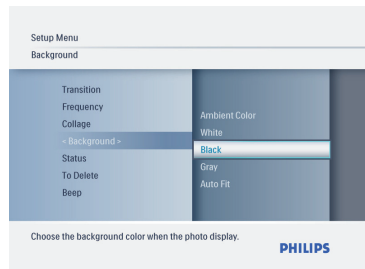 Setup Menu
Background
Transition
Frequency
Collage
< Background >
Status
To Delete
Beep
Ambient Color
White
Black
Gray
Auto Fit
Choose the background color when the photo display.
PHILIPS